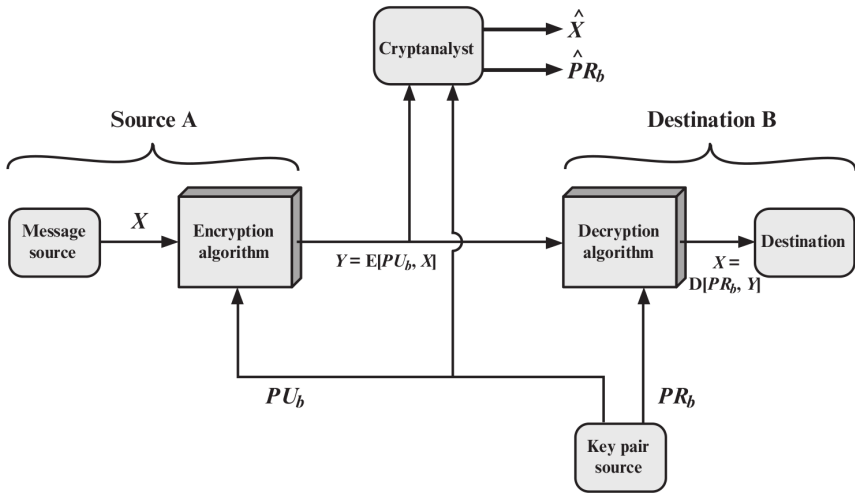 Cryptanalyst
X̂
P̂R_b
Source A
Destination B
Message
source
X
Encryption
algorithm
Y = E[PU_b, X]
Decryption
algorithm
X =
D[PR_b, Y]
Destination
PU_b
PR_b
Key pair
source